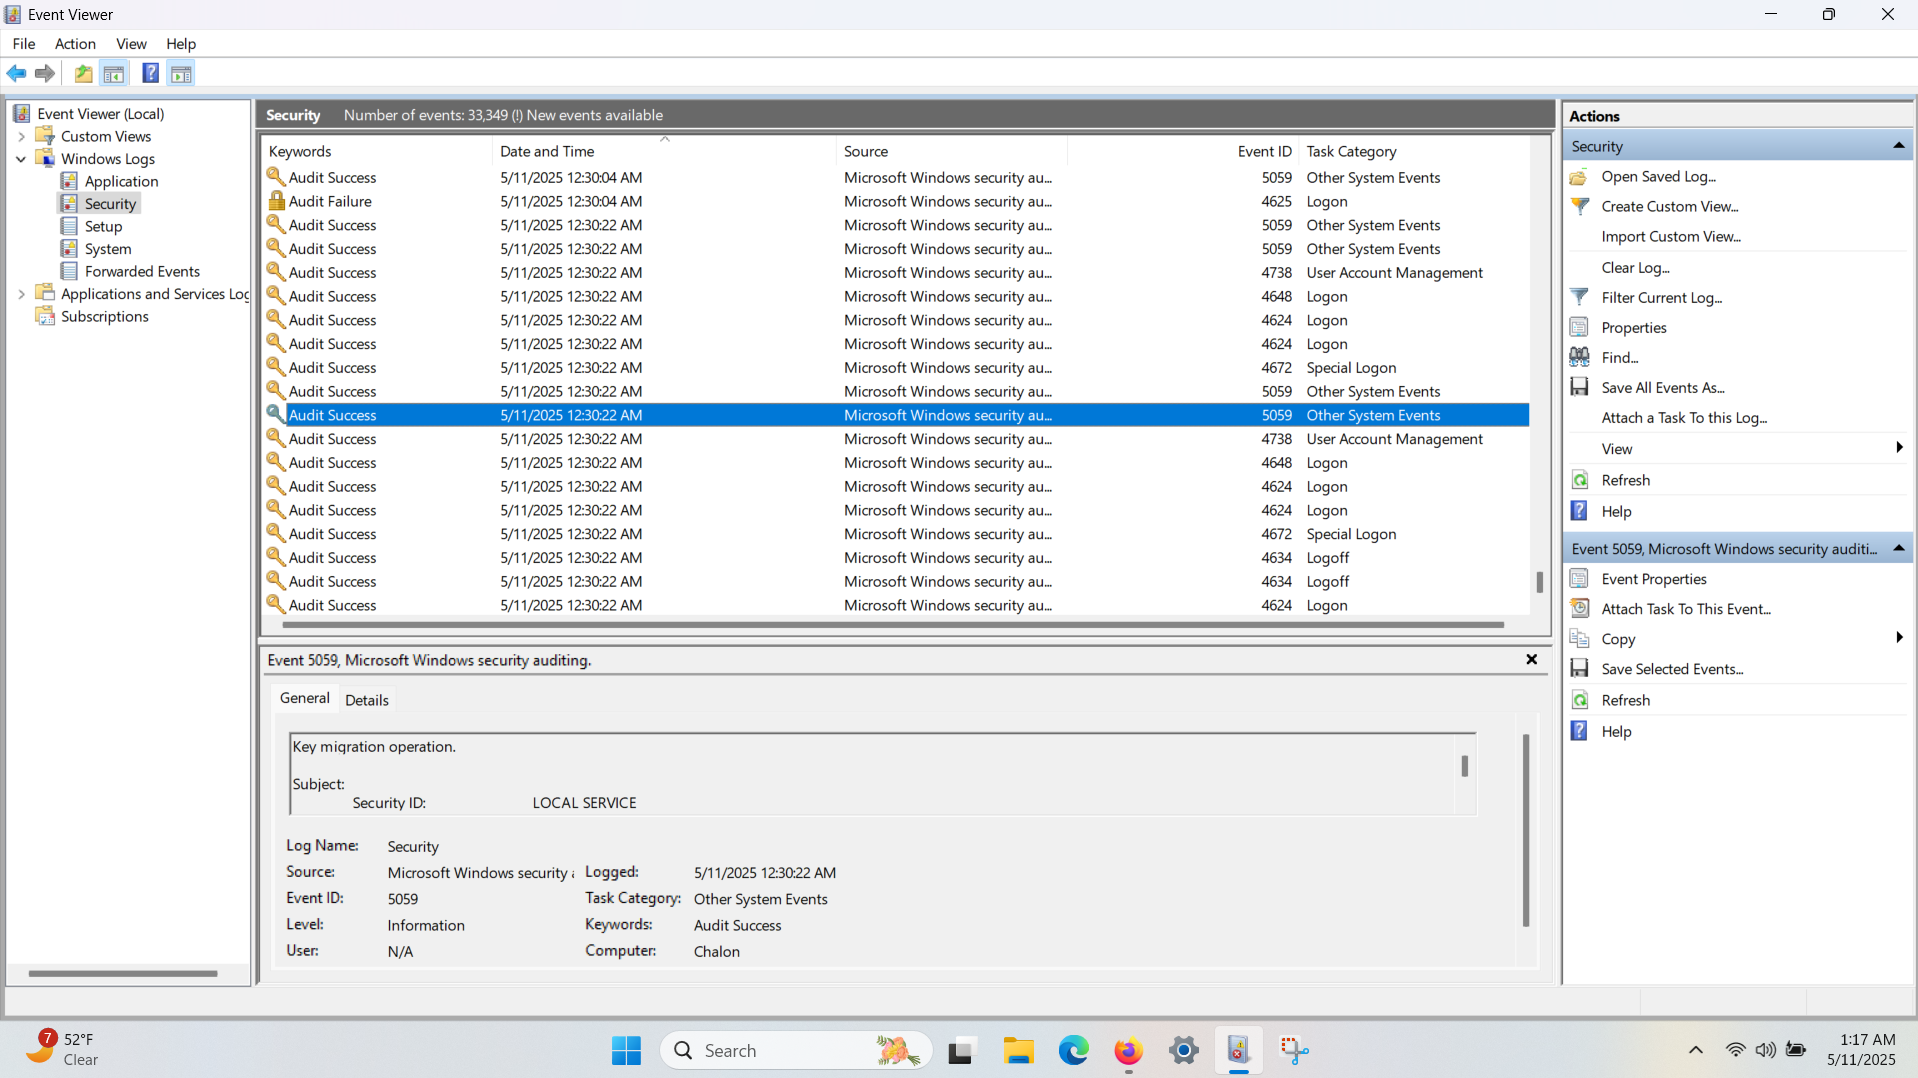 Event Viewer
File Action View Help
Event Viewer (Local)
Custom Views
Windows Logs
Application
Security
Setup
System
Forwarded Events
Applications and Services Log
Subscriptions
Security Number of events: 33,349 (!) New events available
Keywords Date and Time Source Event ID Task Category
Audit Success 5/11/2025 12:30:04 AM Microsoft Windows security au... 5059 Other System Events
Audit Failure 5/11/2025 12:30:04 AM Microsoft Windows security au... 4625 Logon
Audit Success 5/11/2025 12:30:22 AM Microsoft Windows security au... 5059 Other System Events
Audit Success 5/11/2025 12:30:22 AM Microsoft Windows security au... 5059 Other System Events
Audit Success 5/11/2025 12:30:22 AM Microsoft Windows security au... 4738 User Account Management
Audit Success 5/11/2025 12:30:22 AM Microsoft Windows security au... 4648 Logon
Audit Success 5/11/2025 12:30:22 AM Microsoft Windows security au... 4624 Logon
Audit Success 5/11/2025 12:30:22 AM Microsoft Windows security au... 4624 Logon
Audit Success 5/11/2025 12:30:22 AM Microsoft Windows security au... 4672 Special Logon
Audit Success 5/11/2025 12:30:22 AM Microsoft Windows security au... 5059 Other System Events
Audit Success 5/11/2025 12:30:22 AM Microsoft Windows security au... 5059 Other System Events
Audit Success 5/11/2025 12:30:22 AM Microsoft Windows security au... 4738 User Account Management
Audit Success 5/11/2025 12:30:22 AM Microsoft Windows security au... 4648 Logon
Audit Success 5/11/2025 12:30:22 AM Microsoft Windows security au... 4624 Logon
Audit Success 5/11/2025 12:30:22 AM Microsoft Windows security au... 4624 Logon
Audit Success 5/11/2025 12:30:22 AM Microsoft Windows security au... 4672 Special Logon
Audit Success 5/11/2025 12:30:22 AM Microsoft Windows security au... 4634 Logoff
Audit Success 5/11/2025 12:30:22 AM Microsoft Windows security au... 4634 Logoff
Audit Success 5/11/2025 12:30:22 AM Microsoft Windows security au... 4624 Logon
Event 5059, Microsoft Windows security auditing.
General Details
Key migration operation.
Subject:
Security ID: LOCAL SERVICE
Log Name: Security
Source: Microsoft Windows security Logged: 5/11/2025 12:30:22 AM
Event ID: 5059 Task Category: Other System Events
Level: Information Keywords: Audit Success
User: N/A Computer: Chalon
Actions
Security
Open Saved Log...
Create Custom View...
Import Custom View...
Clear Log...
Filter Current Log...
Properties
Find...
Save All Events As...
Attach a Task To this Log...
View
Refresh
Help
Event 5059, Microsoft Windows security auditi...
Event Properties
Attach Task To This Event...
Copy
Save Selected Events...
Refresh
Help
7
52°F
Clear
Search
1:17 AM
5/11/2025